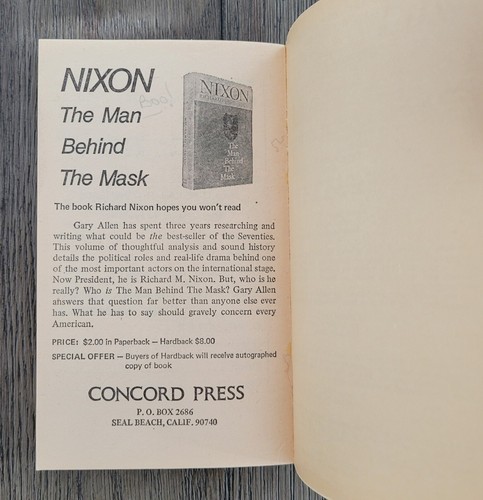 NIXON
The Man
Behind
The Mask
NIXON
The
Man
Behind
The
Mask
The book Richard Nixon hopes you won't read
Gary Allen has spent three years researching and
writing what could be the best-seller of the Seventies.
This volume of thoughtful analysis and sound history
details the political roles and real-life drama behind one
of the most important actors on the international stage.
Now President, he is Richard M. Nixon. But, who is he
really? Who is The Man Behind The Mask? Gary Allen
answers that question far better than anyone else ever
has. What he has to say should gravely concern every
American.
PRICE: $2.00 in Paperback — Hardback $8.00
SPECIAL OFFER — Buyers of Hardback will receive autographed
copy of book
CONCORD PRESS
P. O. BOX 2686
SEAL BEACH, CALIF. 90740